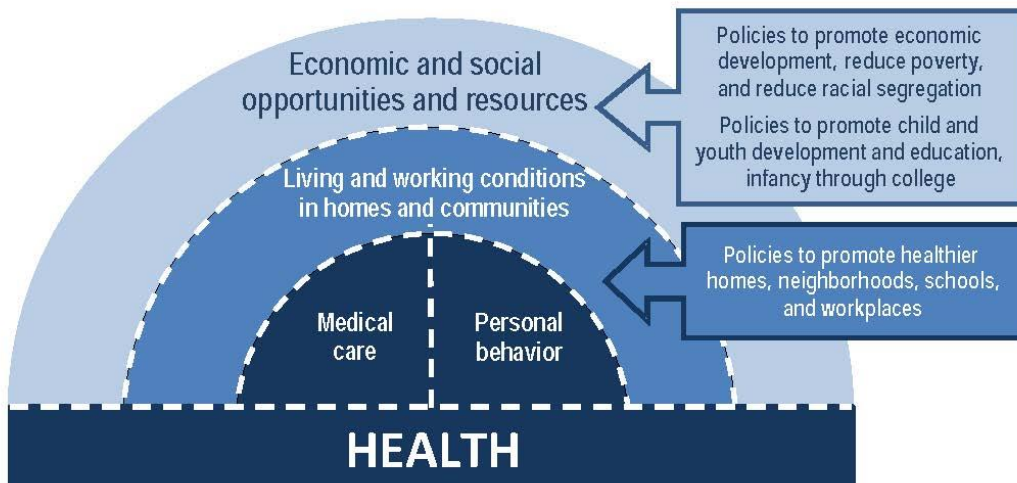 Economic and social
opportunities and resources
Living and working conditions
in homes and communities
Medical
care
Personal
behavior
HEALTH
Policies to promote economic
development, reduce poverty,
and reduce racial segregation
Policies to promote child and
youth development and education,
infancy through college
Policies to promote healthier
homes, neighborhoods, schools,
and workplaces